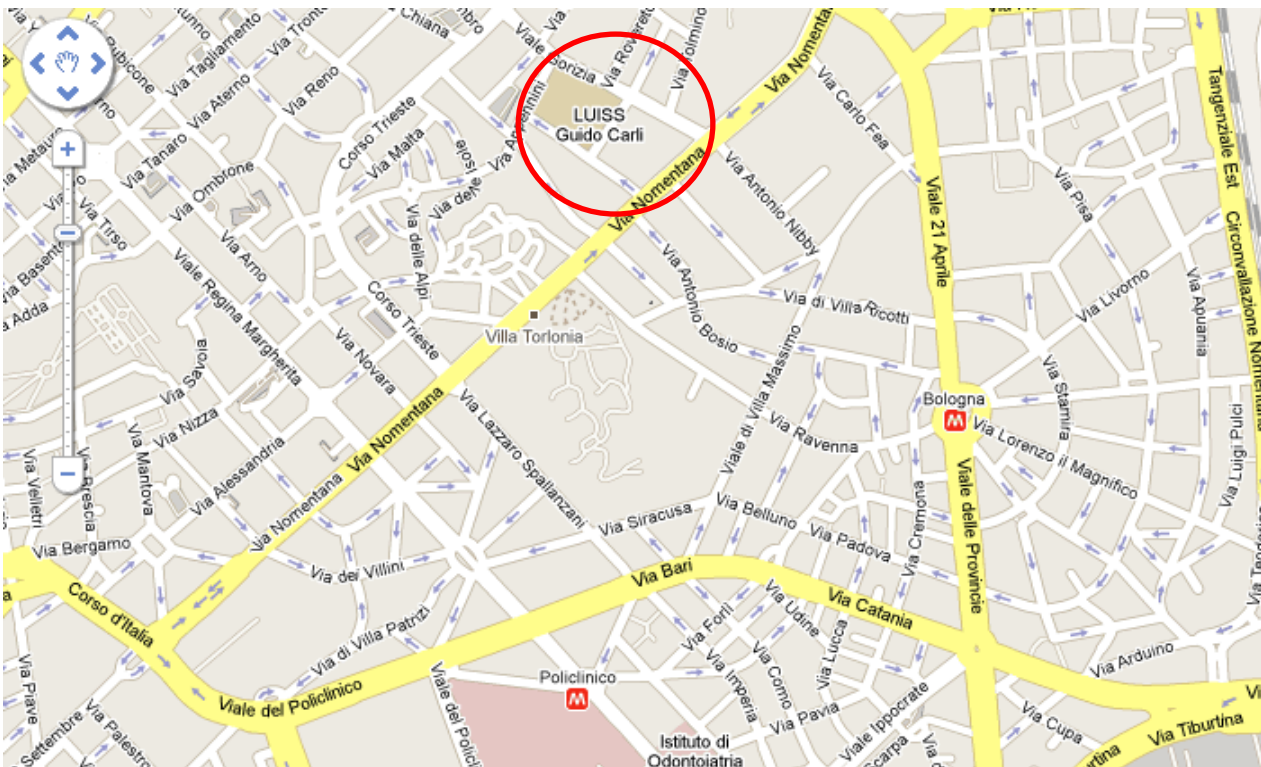 Via Rubicone
Via Tagliamento
Via Trento
Chiana
Viale Gorizia
Via Rovereto
Via Tolmino
Via Nomentana
Via Aterno
Via Reno
Corso Trieste
Via Malta
Via Appennini
LUISS
Guido Carli
Via Carlo Fea
Tangenziale Est
Circonvallazione Nomentana
Via Tanaro
Via Ombrone
Via Tirso
Via Arno
Via delle Alpi
Via Nomentana
Via Antonio Nibby
Viale 21 Aprile
Via Pisa
Via Livorno
Via Apuania
Via Basento
Adda
Viale Regina Margherita
Corso Trieste
Villa Torlonia
Via Antonio Bosio
Via di Villa Ricotti
Via Savoia
Via Novara
Via Nizza
Via Mantova
Via Alessandria
Via Nomentana
Via Nomentana
Via Lazzaro Spallanzani
Viale di Villa Massimo
Via Ravenna
Bologna
M
Via Stamira
Via Lorenzo il Magnifico
Via Luigi Pulci
Via Velletri
Via Brescia
Via Bergamo
Via dei Villini
Via Siracusa
Via Belluno
Via Padova
Via Cremona
Viale delle Provincie
Corso d'Italia
Via di Villa Patrizi
Via Bari
Via Catania
Via Forlì
Via Udine
Via Lucca
Via Imperia
Via Como
Via Pavia
Via Arduino
Via Piave
Settembre
Via Palestro
Viale del Policlinico
Policlinico
M
Istituto di
Odontoiatria
Viale Ippocrate
Scarpa
Via Cupa
Via Tiburtina